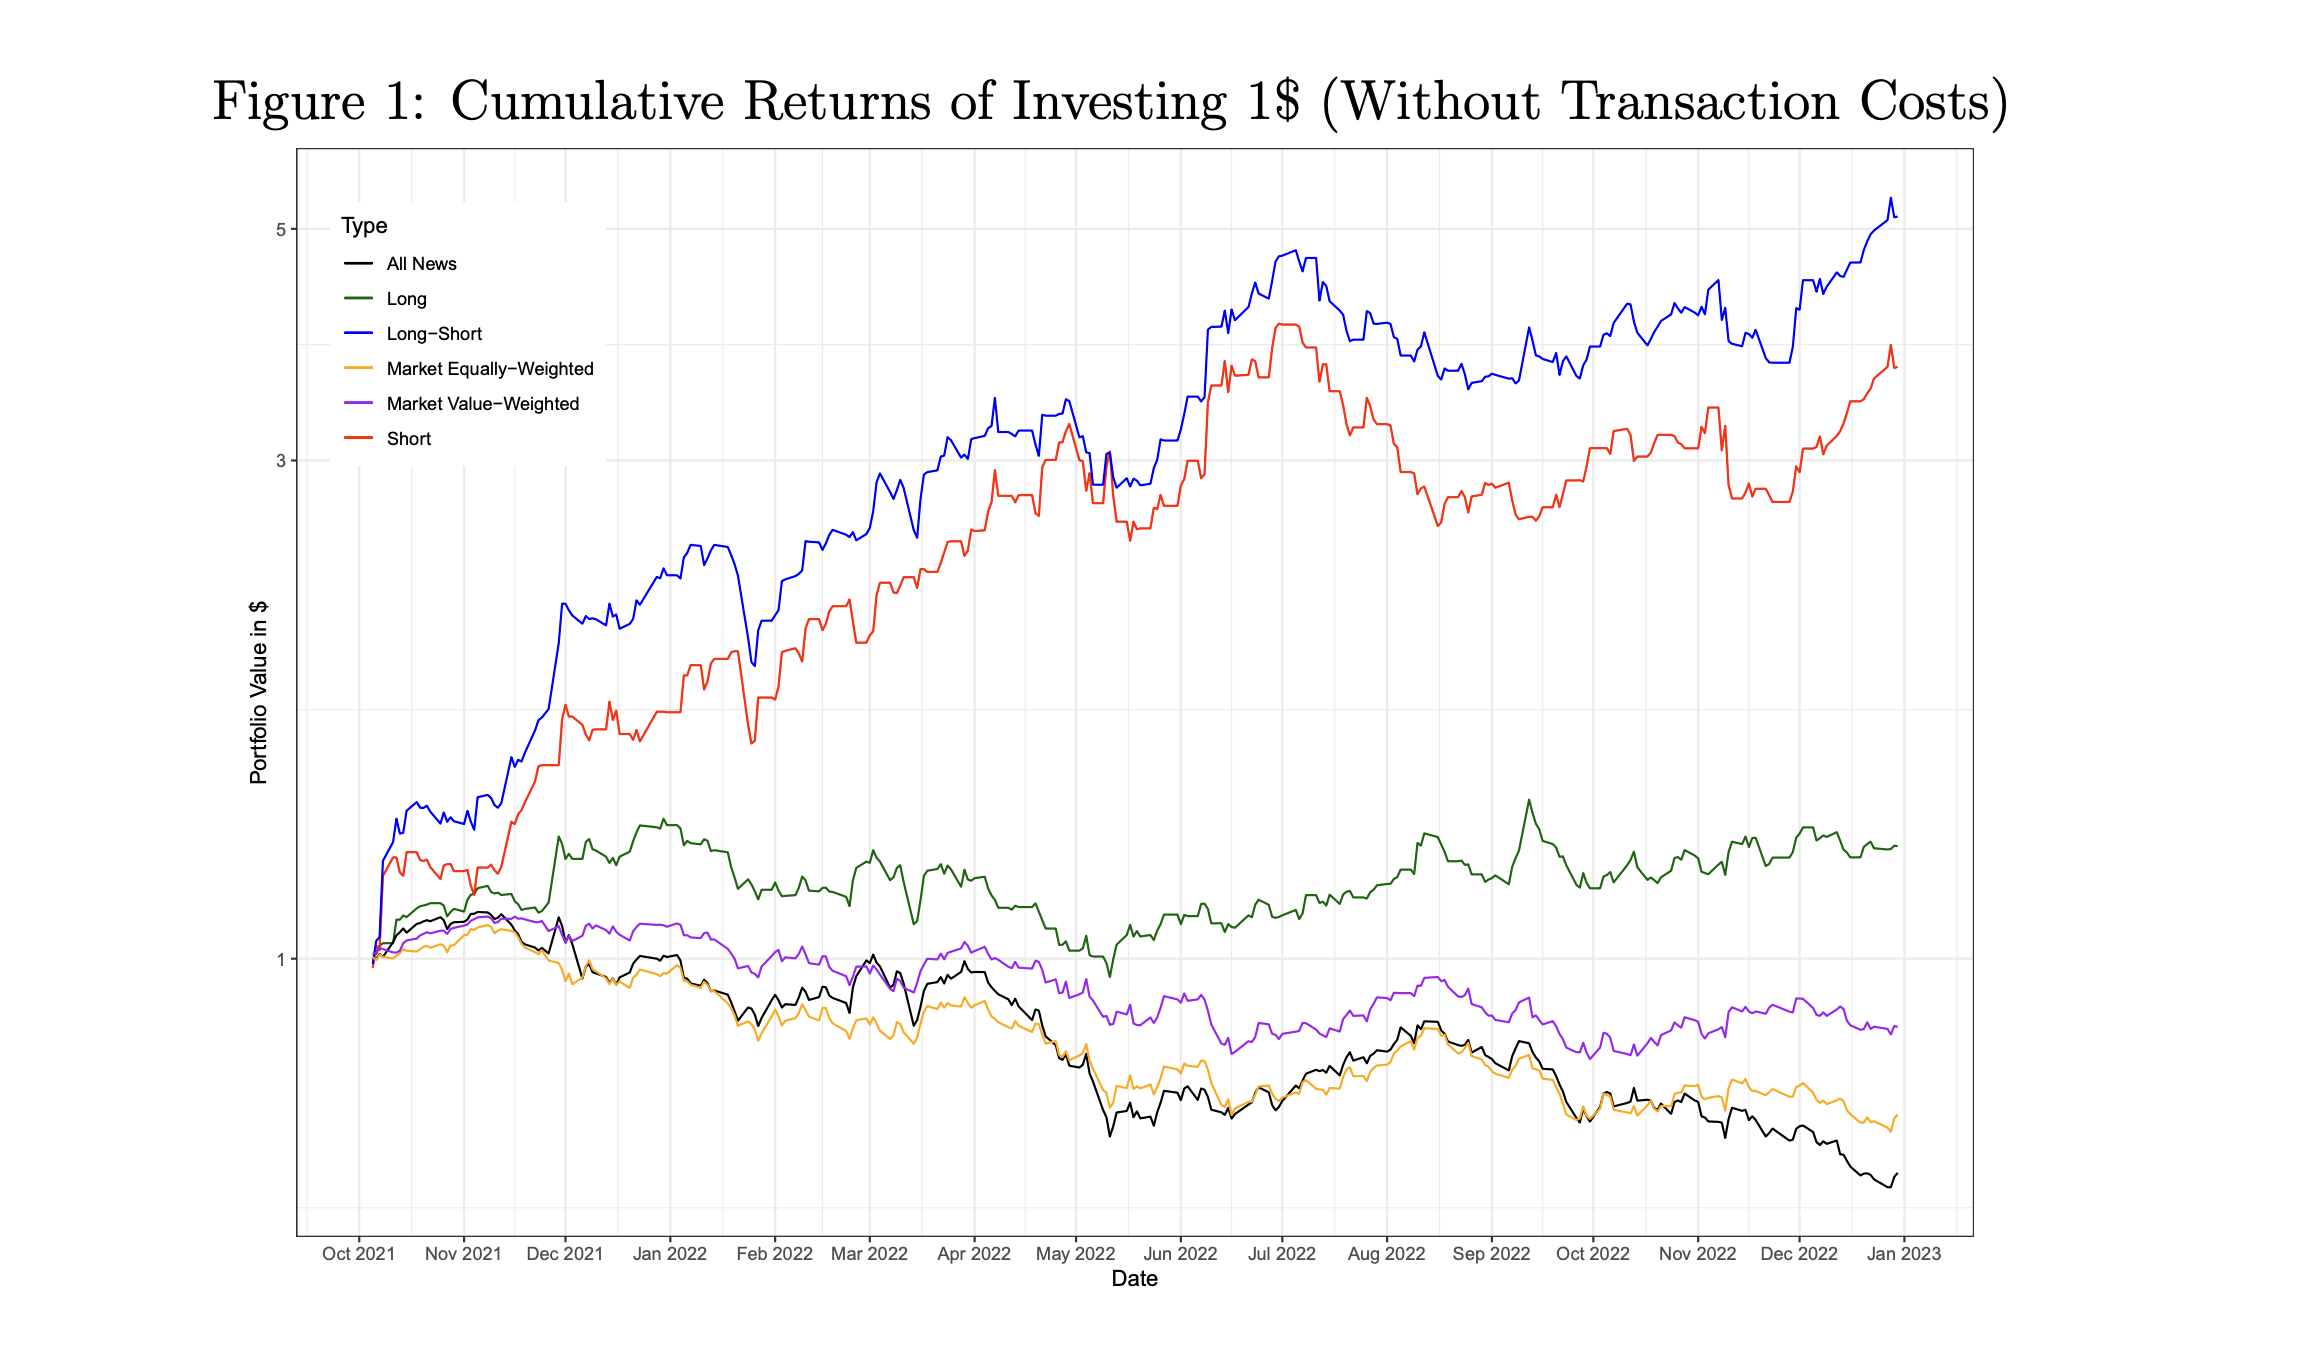 Figure 1: Cumulative Returns of Investing 1$ (Without Transaction Costs)
Type
All News
Long
Long−Short
Market Equally−Weighted
Market Value−Weighted
Short
5
3
1
Portfolio Value in $
Oct 2021 Nov 2021 Dec 2021 Jan 2022 Feb 2022 Mar 2022 Apr 2022 May 2022 Jun 2022 Jul 2022 Aug 2022 Sep 2022 Oct 2022 Nov 2022 Dec 2022 Jan 2023
Date